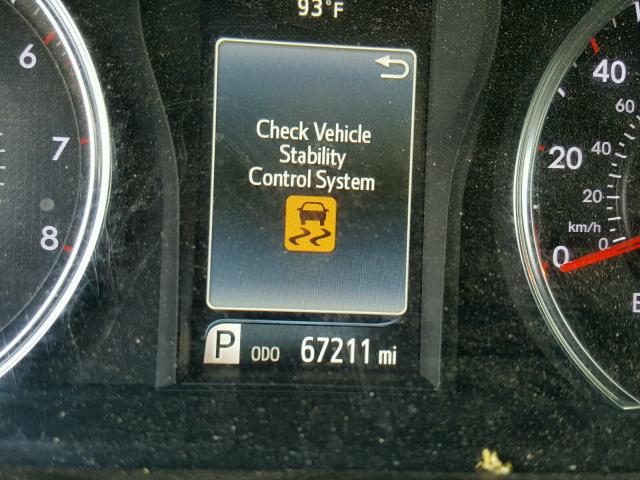 93°F
Check Vehicle
Stability
Control System
P ODO 67211 mi
6
7
8
40
60
20
40
20
km/h
0
0
E